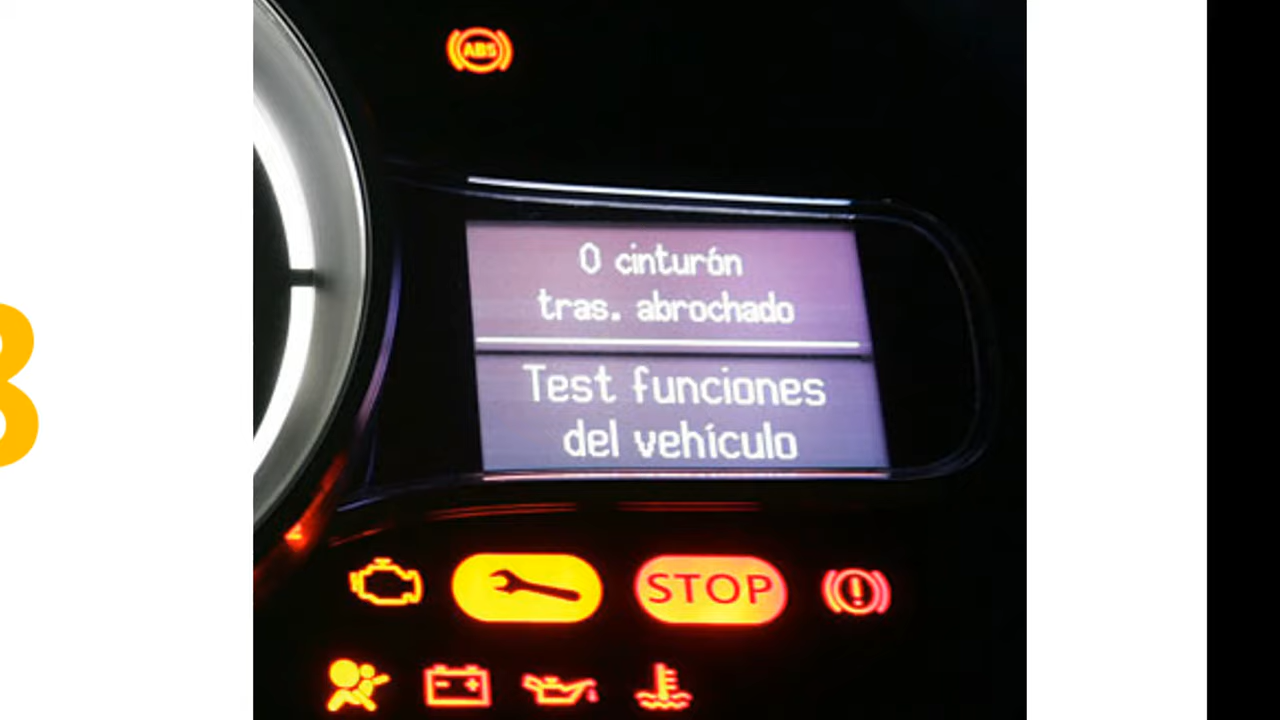 ABS
0 cinturón
tras. abrochado
Test funciones
del vehículo
STOP